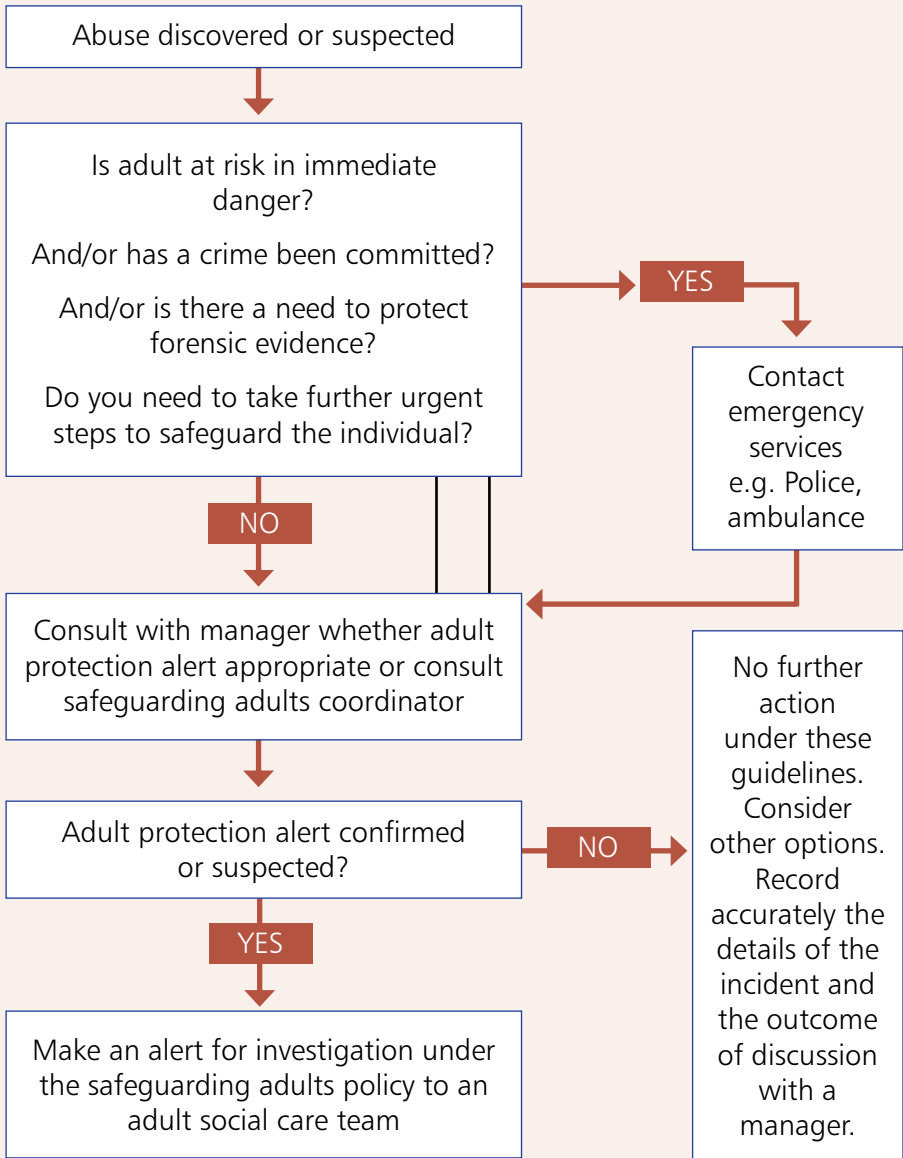 Abuse discovered or suspected
Is adult at risk in immediate
danger?
And/or has a crime been committed?
And/or is there a need to protect
forensic evidence?
Do you need to take further urgent
steps to safeguard the individual?
YES
Contact
emergency
services
e.g. Police,
ambulance
NO
Consult with manager whether adult
protection alert appropriate or consult
safeguarding adults coordinator
Adult protection alert confirmed
or suspected?
NO
No further
action
under these
guidelines.
Consider
other options.
Record
accurately the
details of the
incident and
the outcome
of discussion
with a
manager.
YES
Make an alert for investigation under
the safeguarding adults policy to an
adult social care team